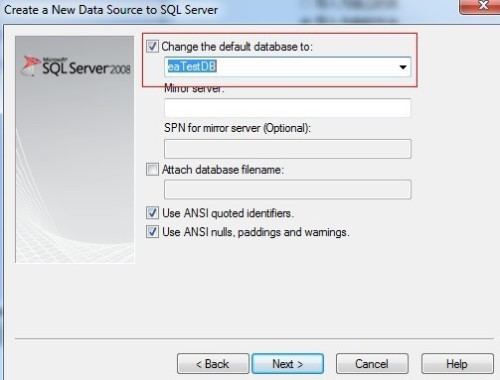 Create a New Data Source to SQL Server
Microsoft
SQL Server 2008
Change the default database to:
eaTestDB
Mirror server:
SPN for mirror server (Optional):
Attach database filename:
Use ANSI quoted identifiers.
Use ANSI nulls, paddings and warnings.
< Back
Next >
Cancel
Help